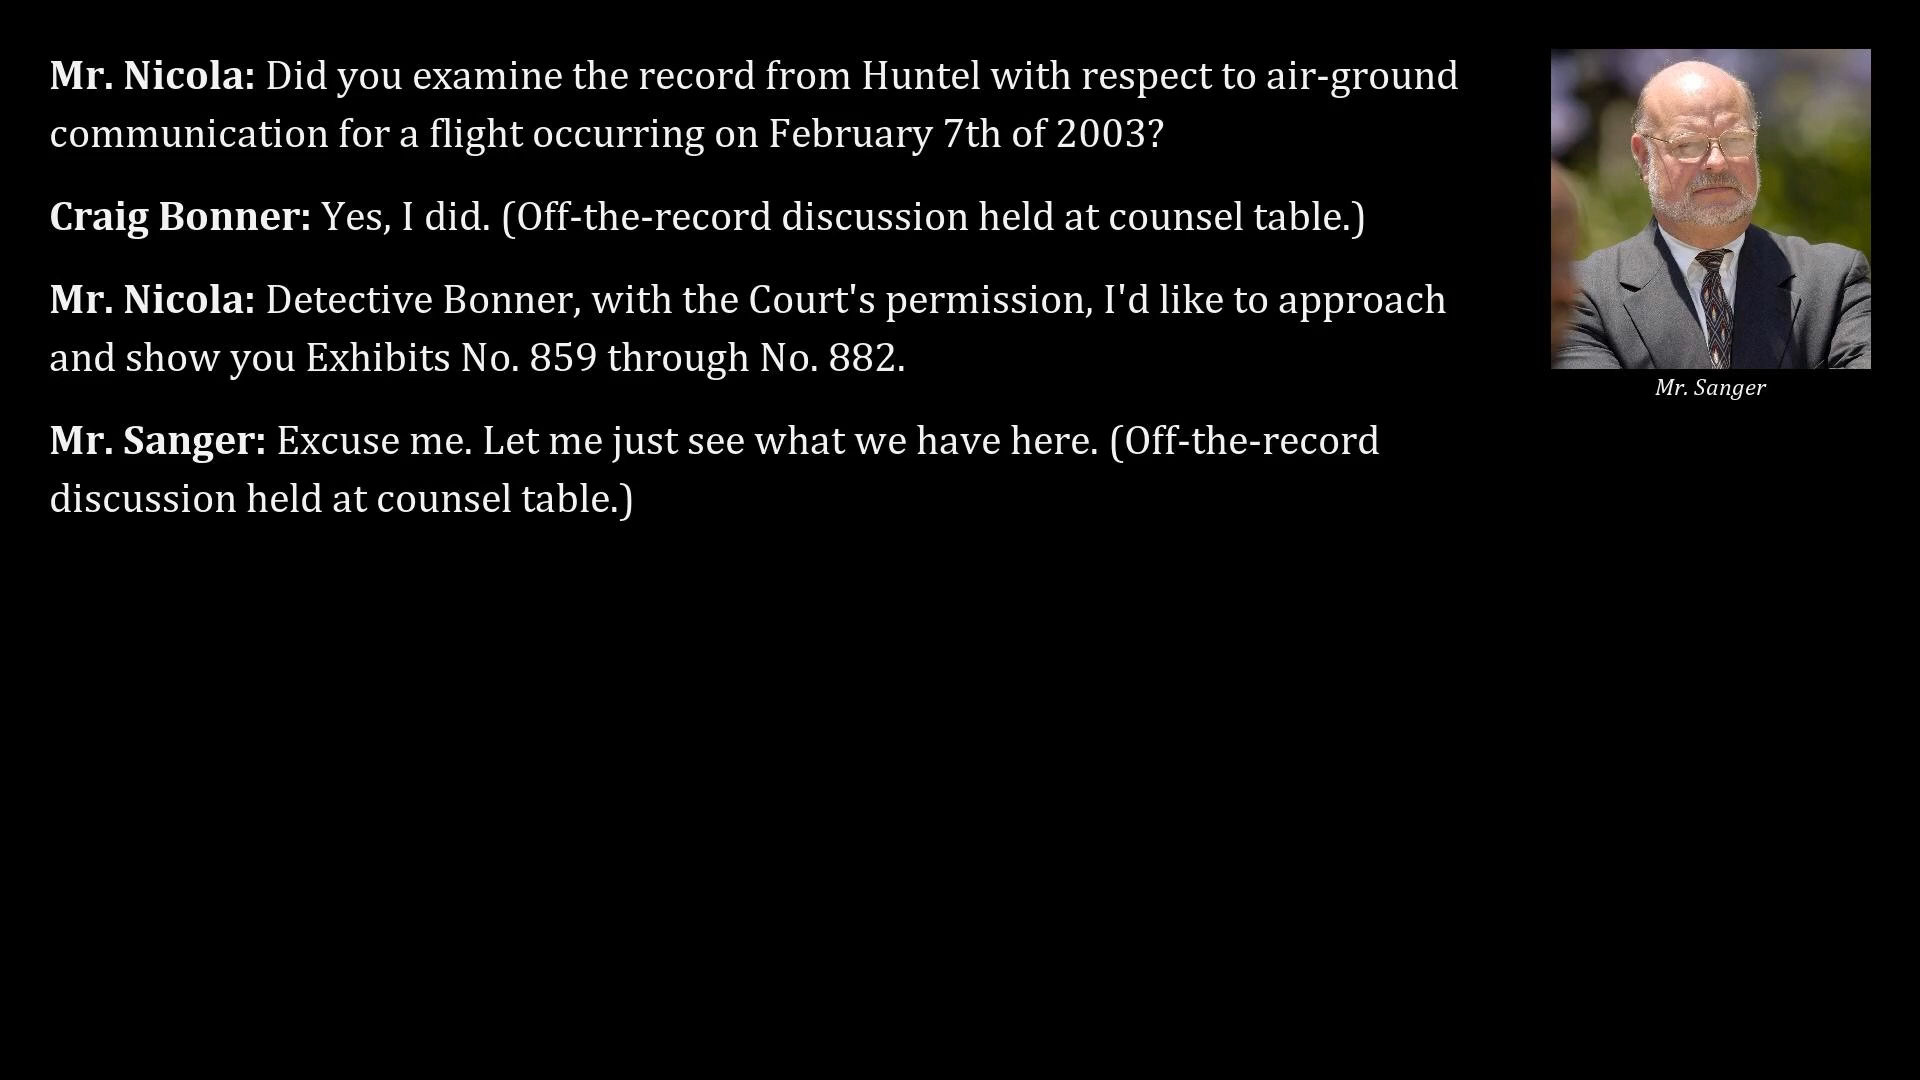 Mr. Nicola: Did you examine the record from Huntel with respect to air-ground
communication for a flight occurring on February 7th of 2003?
Craig Bonner: Yes, I did. (Off-the-record discussion held at counsel table.)
Mr. Nicola: Detective Bonner, with the Court's permission, I'd like to approach
and show you Exhibits No. 859 through No. 882.
Mr. Sanger: Excuse me. Let me just see what we have here. (Off-the-record
discussion held at counsel table.)
Mr. Sanger